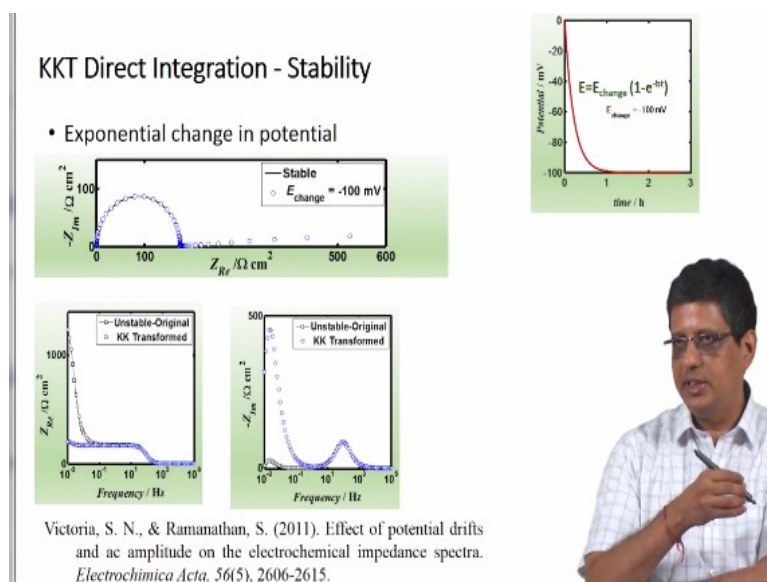 KKT Direct Integration - Stability
• Exponential change in potential
0
-20
-40
-60
-80
-100
Potential / mV
E=E_change (1-e^-bt)
E_change = -100 mV
0 1 2 3
time / h
100
0
-Z_Im /Ω cm²
Stable
E_change = -100 mV
0 100 2 500 600
Z_Re/Ω cm²
1000
0
Z_Re /Ω cm²
Unstable-Original
KK Transformed
Frequency / Hz
500
0
-Z_Im /Ω cm²
Unstable-Original
KK Transformed
Frequency / Hz
Victoria, S. N., & Ramanathan, S. (2011). Effect of potential drifts
and ac amplitude on the electrochemical impedance spectra.
Electrochimica Acta, 56(5), 2606-2615.